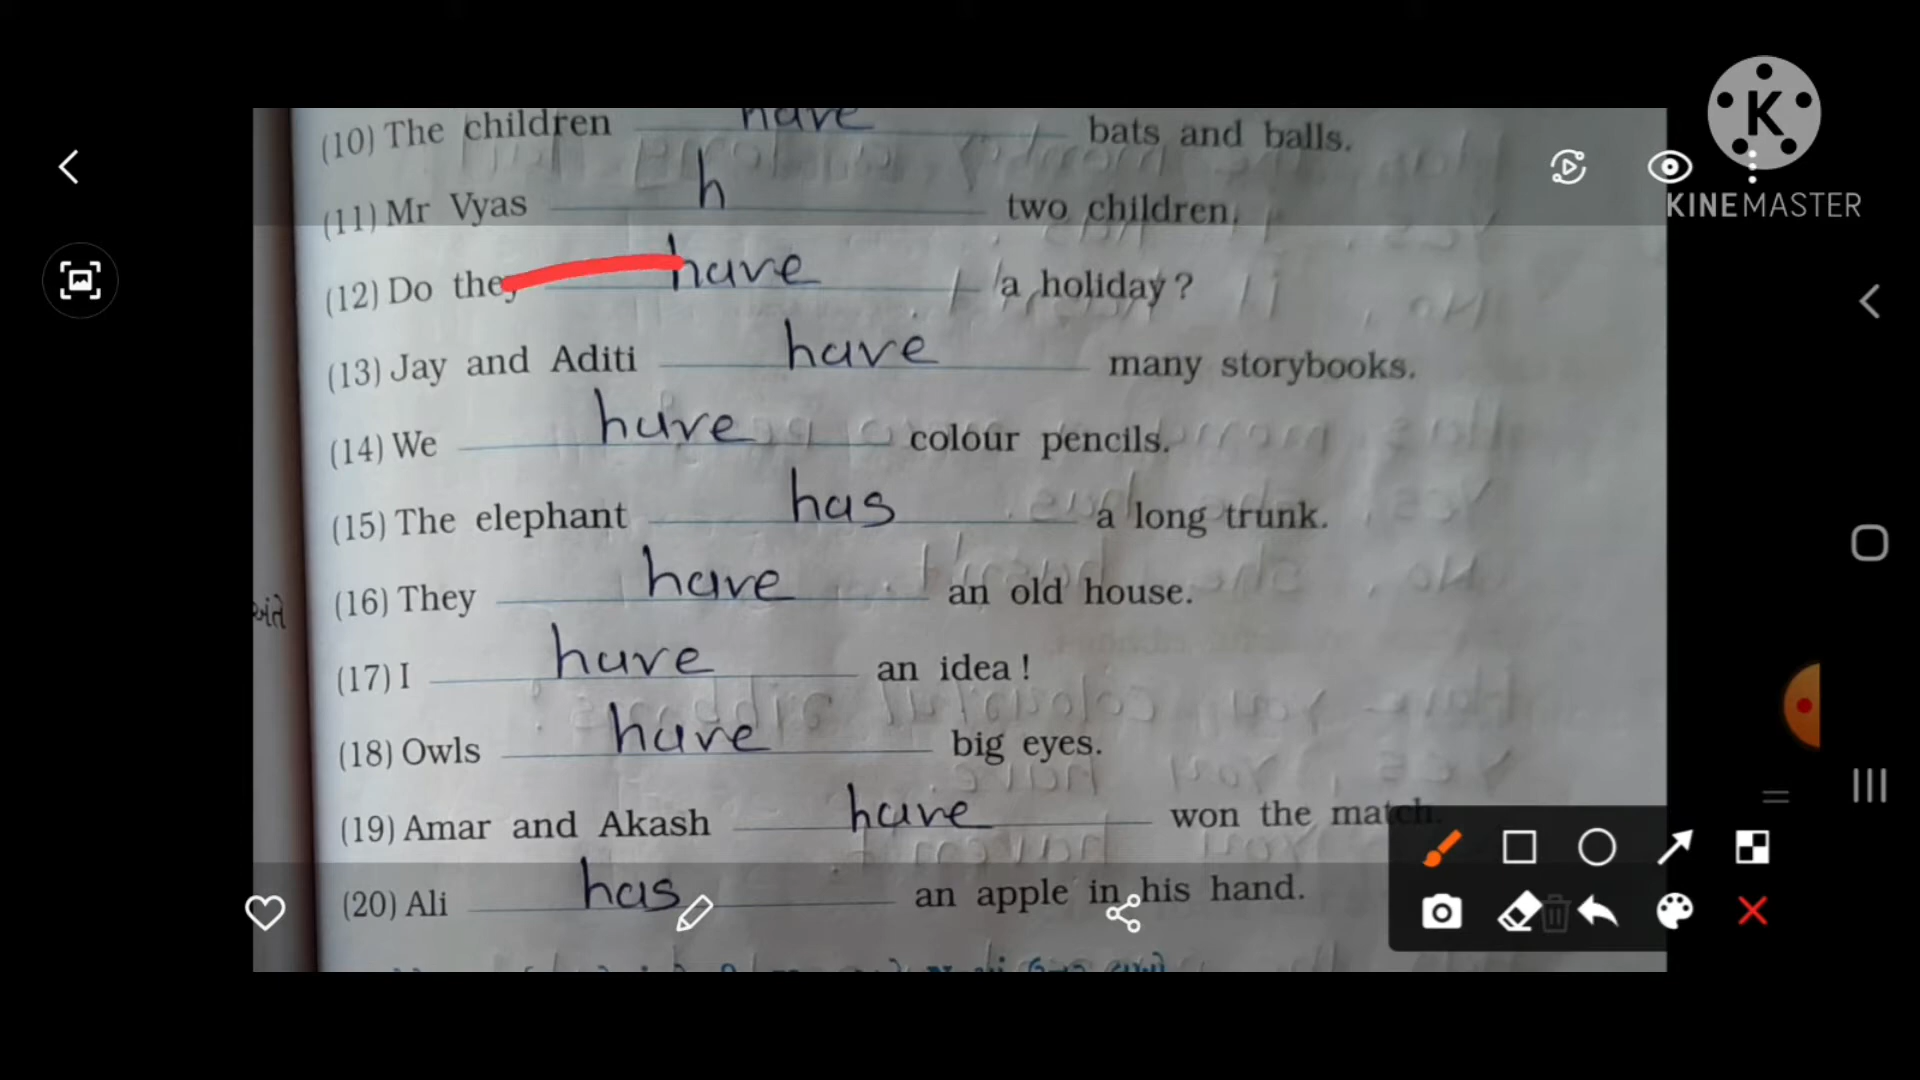 (10) The children have bats and balls.
(11) Mr Vyas h two children.
(12) Do they have a holiday?
(13) Jay and Aditi have many storybooks.
(14) We have colour pencils.
(15) The elephant has a long trunk.
(16) They have an old house.
(17) I have an idea!
(18) Owls have big eyes.
(19) Amar and Akash have won the match.
(20) Ali has an apple in his hand.
K
KINEMASTER